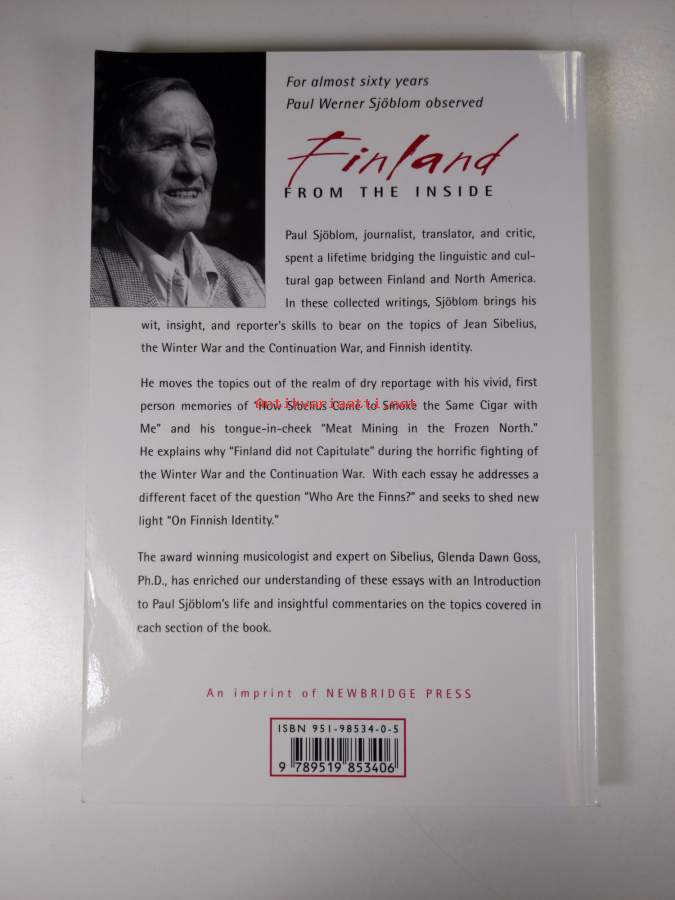 For almost sixty years
Paul Werner Sjöblom observed
Finland
FROM THE INSIDE
Paul Sjöblom, journalist, translator, and critic,
spent a lifetime bridging the linguistic and cul-
tural gap between Finland and North America.
In these collected writings, Sjöblom brings his
wit, insight, and reporter's skills to bear on the topics of Jean Sibelius,
the Winter War and the Continuation War, and Finnish identity.
He moves the topics out of the realm of dry reportage with his vivid, first
person memories of "How Sibelius Came to Smoke the Same Cigar with
Antikvariaatti.net
Me" and his tongue-in-cheek "Meat Mining in the Frozen North."
He explains why "Finland did not Capitulate" during the horrific fighting of
the Winter War and the Continuation War. With each essay he addresses a
different facet of the question "Who Are the Finns?" and seeks to shed new
light "On Finnish Identity."
The award winning musicologist and expert on Sibelius, Glenda Dawn Goss,
Ph.D., has enriched our understanding of these essays with an Introduction
to Paul Sjöblom's life and insightful commentaries on the topics covered in
each section of the book.
An imprint of NEWBRIDGE PRESS
ISBN 951-98534-0-5
9 789519 853406